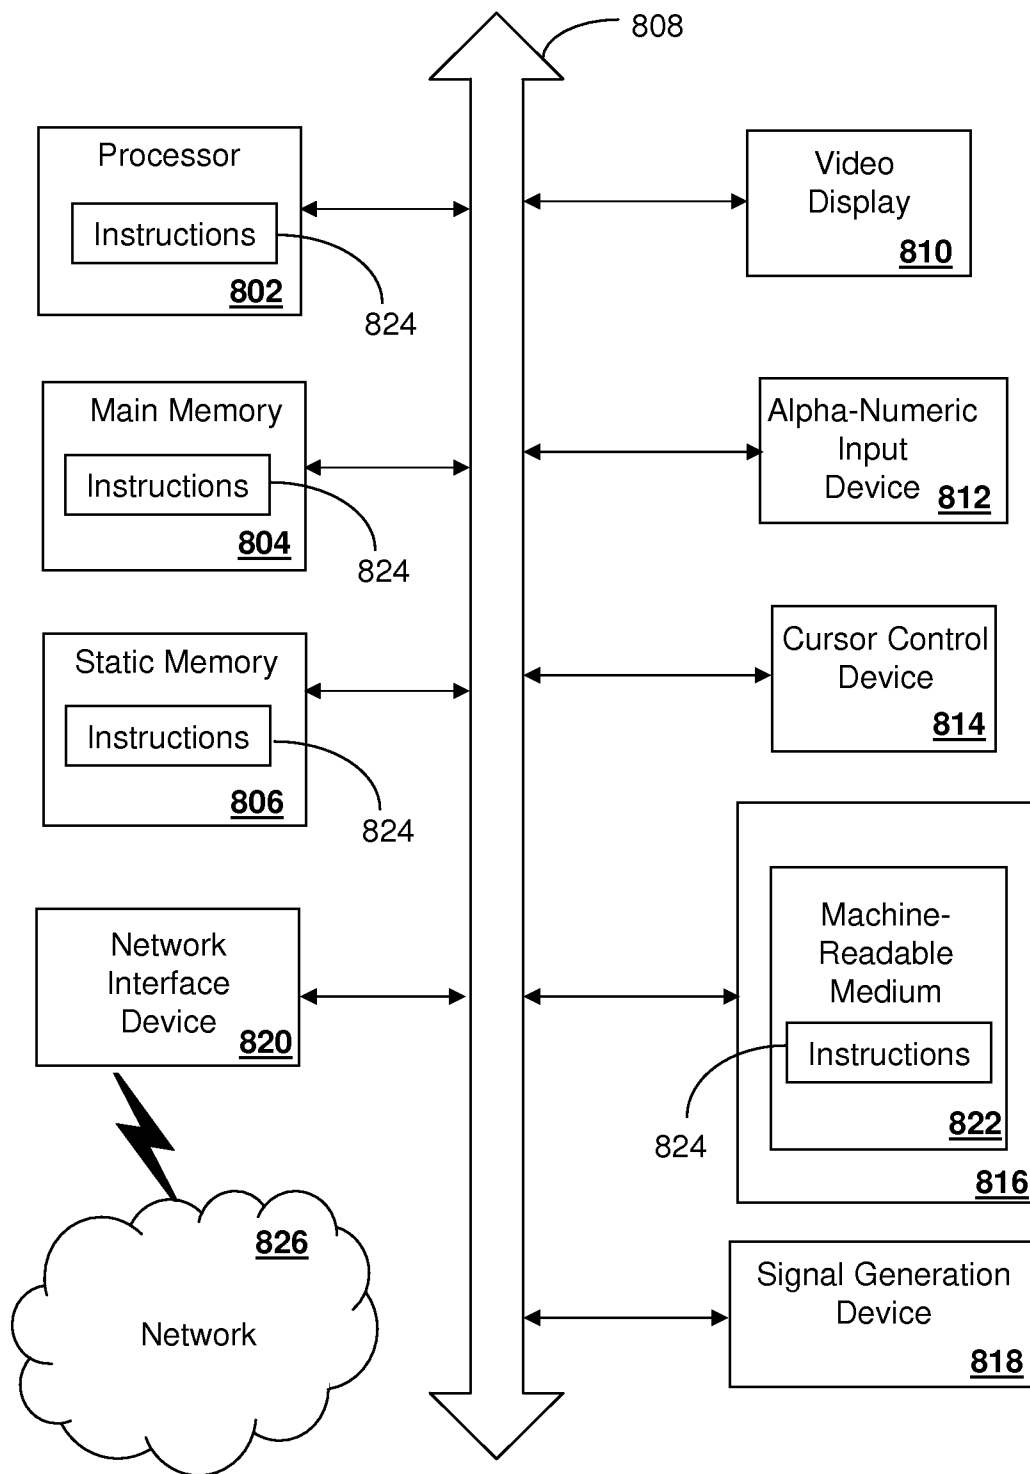 808
Processor
Instructions
802
824
Main Memory
Instructions
804
824
Static Memory
Instructions
806
824
Network
Interface
Device
820
826
Network
Video
Display
810
Alpha-Numeric
Input
Device
812
Cursor Control
Device
814
Machine-
Readable
Medium
Instructions
824
822
816
Signal Generation
Device
818